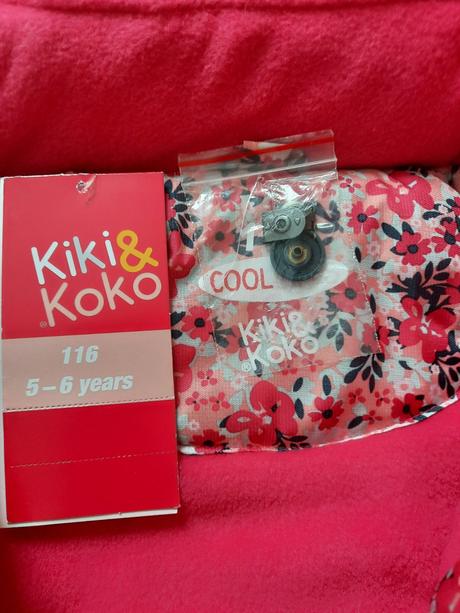 Kiki&
Koko
®
116
5–6 years
COOL
Kiki&
®Koko